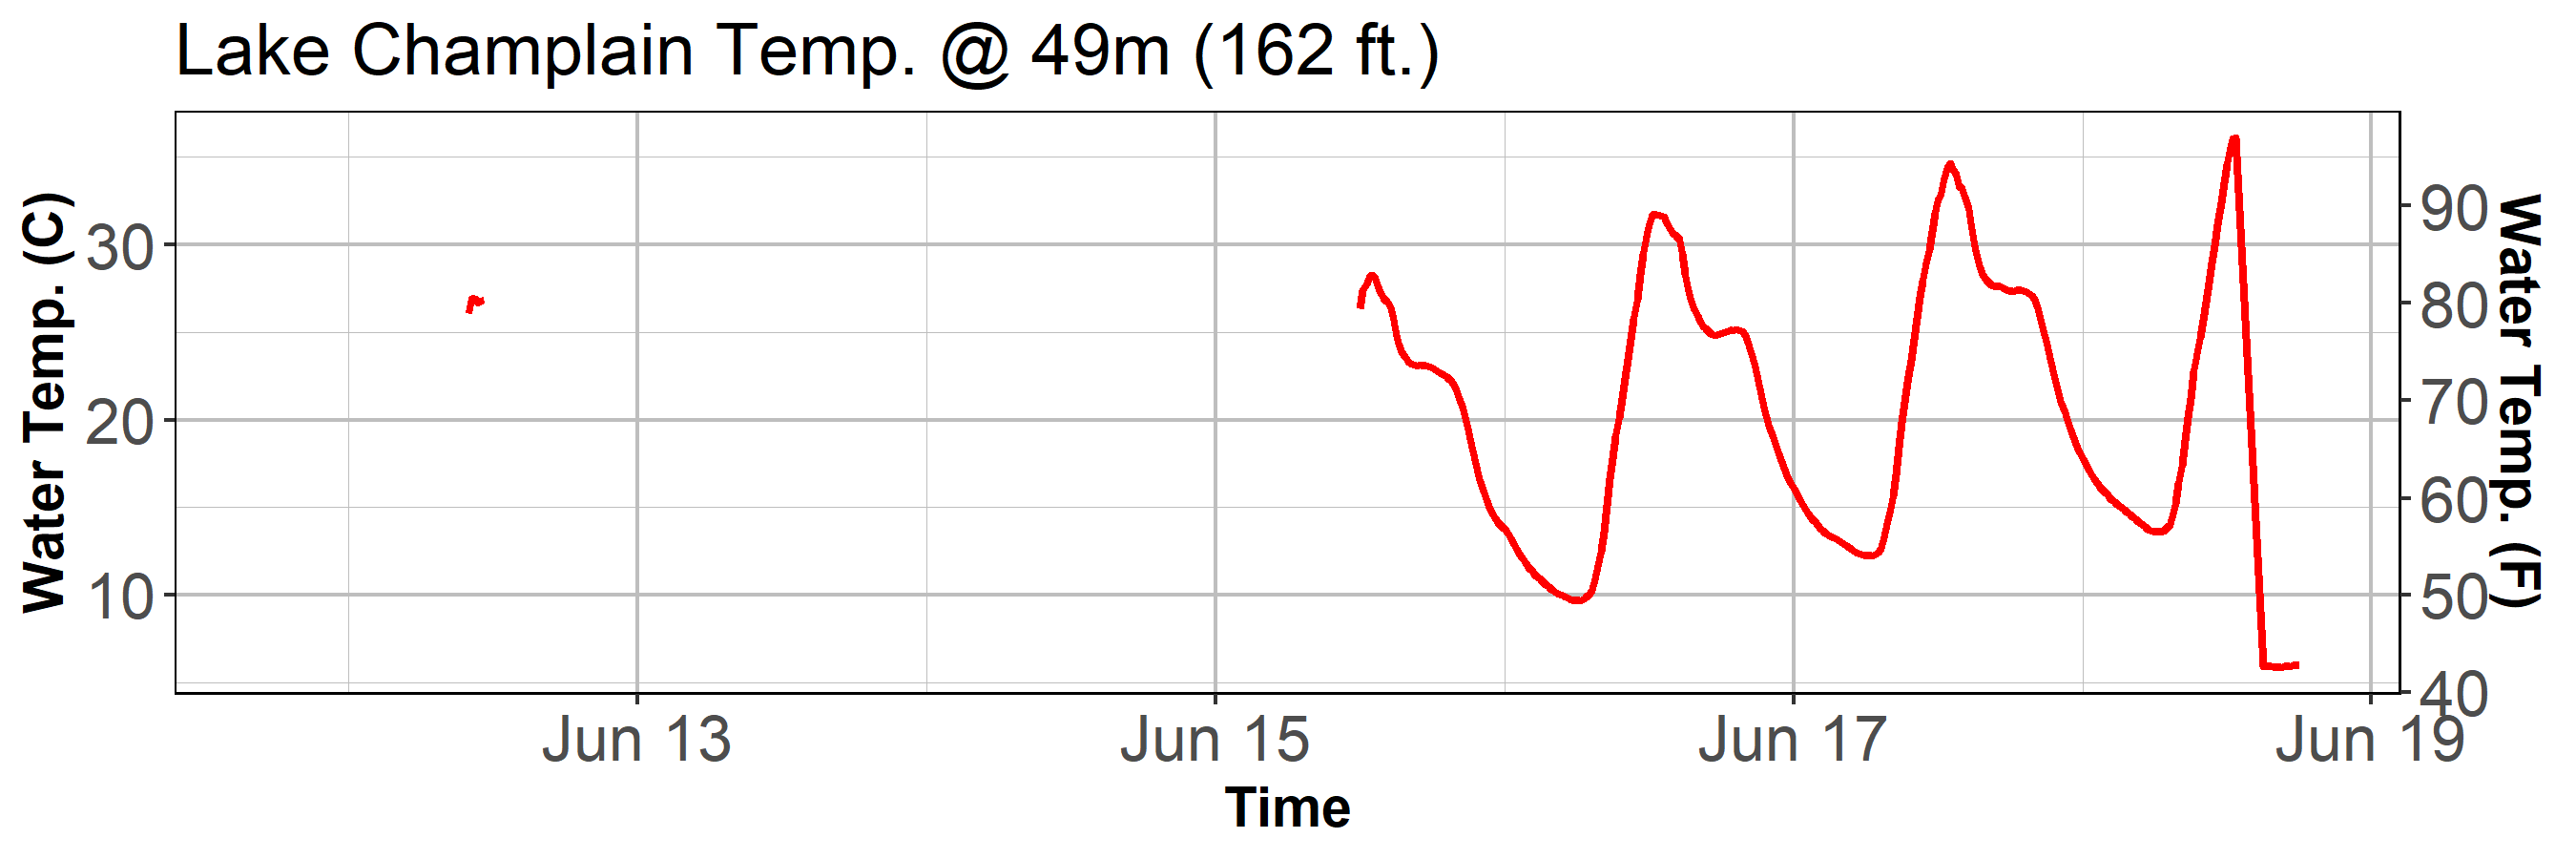 Lake Champlain Temp. @ 49m (162 ft.)
Water Temp. (C)
30
20
10
90
80
70
60
50
40
Water Temp. (F)
Jun 13 Jun 15 Jun 17 Jun 19
Time